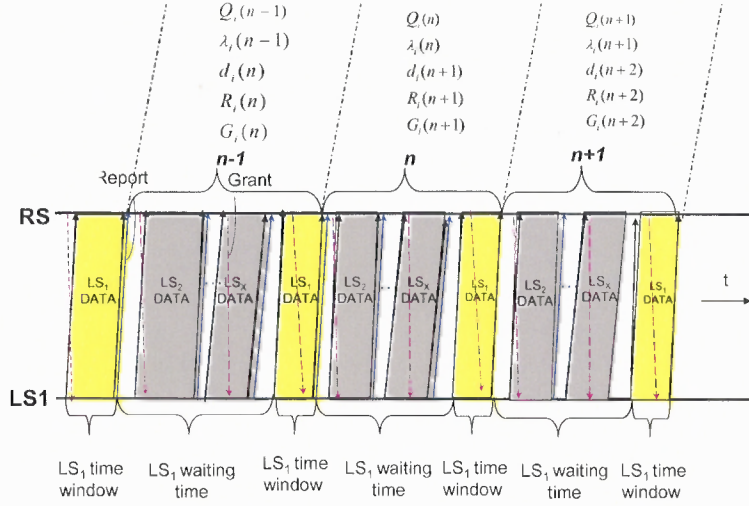 Q_i(n−1) Q_i(n) Q_i(n+1)
λ_i(n−1) λ_i(n) λ_i(n+1)
d_i(n) d_i(n+1) d_i(n+2)
R_i(n) R_i(n+1) R_i(n+2)
G_i(n) G_i(n+1) G_i(n+2)
n-1 n n+1
Report Grant
RS
LS₁ DATA
LS₂ DATA
...
LSₓ DATA
LS₁ DATA
LS₂ DATA
...
LSₓ DATA
LS₁ DATA
LS₂ DATA
...
LSₓ DATA
LS₁ DATA
t
LS1
LS₁ time window
LS₁ waiting time
LS₁ time window
LS₁ waiting time
LS₁ time window
LS₁ waiting time
LS₁ time window